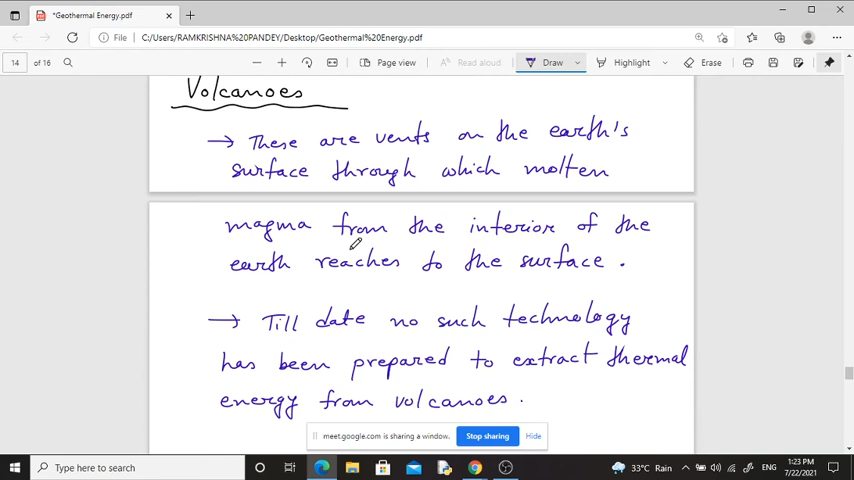 *Geothermal Energy.pdf
File C:/Users/RAMKRISHNA%20PANDEY/Desktop/Geothermal%20Energy.pdf
14 of 16 Page view Read aloud Draw Highlight Erase
Volcanoes
→ These are vents on the earth's
surface through which molten
magma from the interior of the
earth reaches to the surface.
→ Till date no such technology
has been prepared to extract thermal
energy from volcanoes.
meet.google.com is sharing a window. Stop sharing Hide
Type here to search 33°C Rain ENG 1:23 PM
7/22/2021